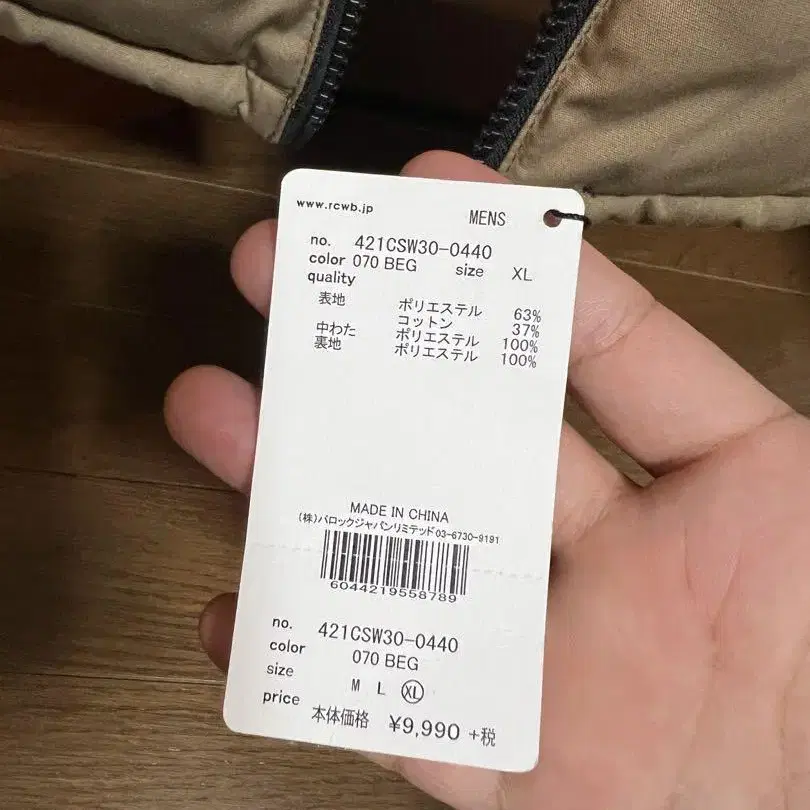 www.rcwb.jp
MENS
no. 421CSW30-0440
color 070 BEG size XL
quality
表地 ポリエステル 63%
コットン 37%
中わた ポリエステル 100%
裏地 ポリエステル 100%
MADE IN CHINA
(株)バロックジャパンリミテッド03-6730-9191
6044219558789
no. 421CSW30-0440
color 070 BEG
size M L XL
price 本体価格 ¥9,990 +税